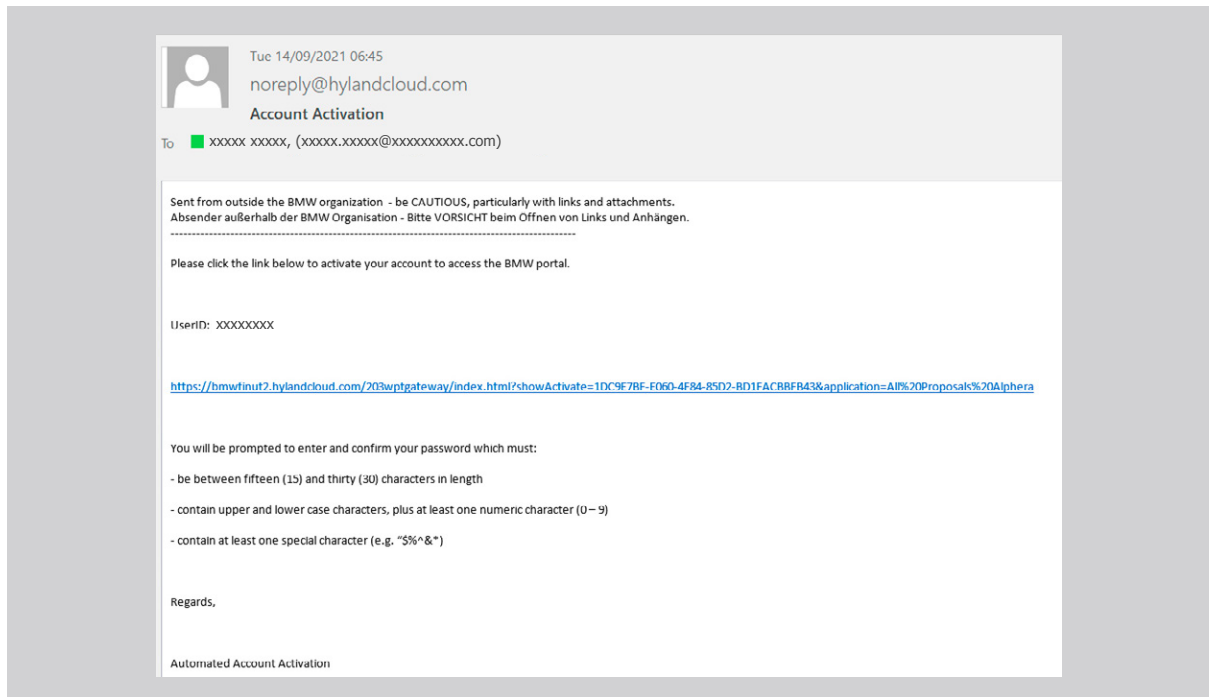 Tue 14/09/2021 06:45
noreply@hylandcloud.com
Account Activation
To xxxxx xxxxx, (xxxxx.xxxxx@xxxxxxxxxx.com)
Sent from outside the BMW organization - be CAUTIOUS, particularly with links and attachments.
Absender außerhalb der BMW Organisation - Bitte VORSICHT beim Öffnen von Links und Anhängen.
----------------------------------------------------------------------------------------------
Please click the link below to activate your account to access the BMW portal.
UserID: XXXXXXXX
https://bmwfinut2.hylandcloud.com/203wptgateway/index.html?showActivate=1DC9E7BF-F060-4E84-85D2-BD1FACBBFB43&application=All%20Proposals%20Alphera
You will be prompted to enter and confirm your password which must:
- be between fifteen (15) and thirty (30) characters in length
- contain upper and lower case characters, plus at least one numeric character (0 – 9)
- contain at least one special character (e.g. "$%^&*)
Regards,
Automated Account Activation